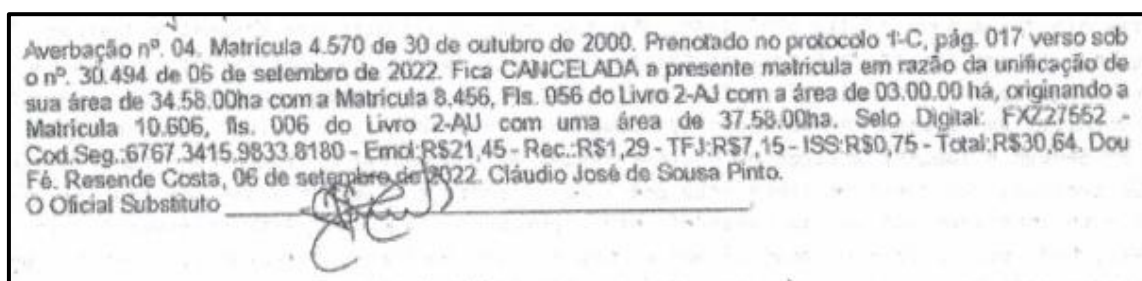 Averbação nº. 04. Matricula 4.570 de 30 de outubro de 2000. Prenotado no protocolo 1-C, pág. 017 verso sob
o nº. 30.494 de 06 de setembro de 2022. Fica CANCELADA a presente matricula em razão da unificação de
sua área de 34.58.00ha com a Matricula 8.456, Fls. 056 do Livro 2-AJ com a área de 03.00.00 há, originando a
Matricula 10.606, fls. 006 do Livro 2-AU com uma área de 37.58.00ha. Selo Digital: FXZ27552 -
Cod.Seg.:6767.3415.9833.8180 - Emol:R$21,45 - Rec.:R$1,29 - TFJ:R$7,15 - ISS:R$0,75 - Total:R$30,64. Dou
Fé. Resende Costa, 06 de setembro de 2022. Cláudio José de Sousa Pinto.
O Oficial Substituto